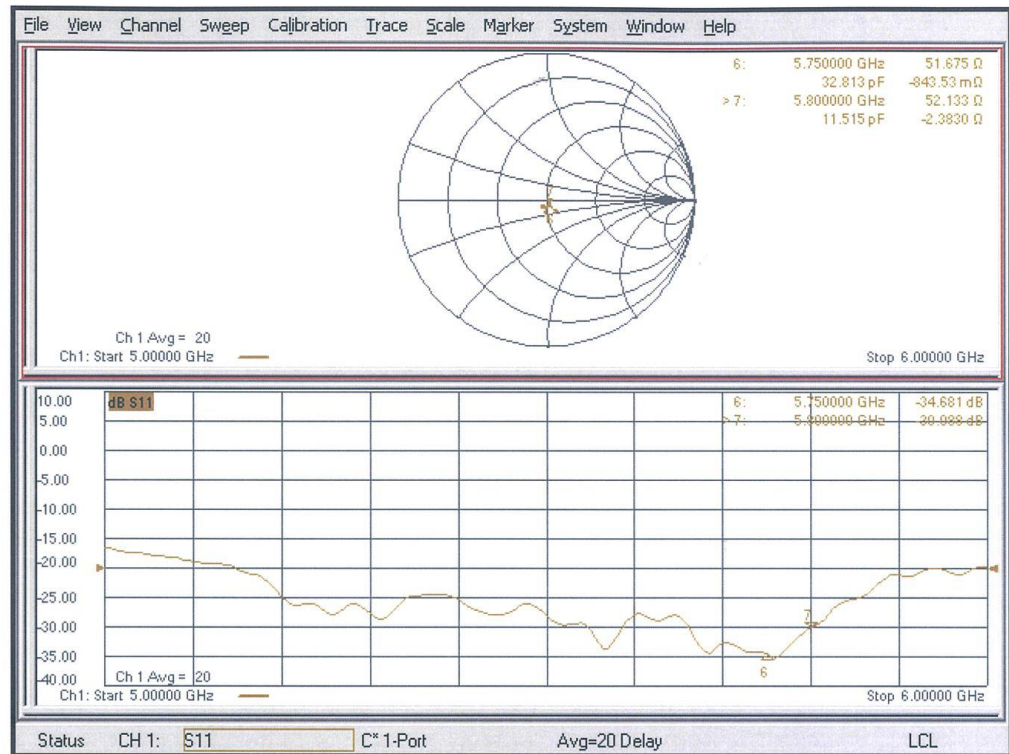 File View Channel Sweep Calibration Trace Scale Marker System Window Help
6: 5.750000 GHz 51.675 Ω
32.813 pF -843.53 mΩ
> 7: 5.800000 GHz 52.133 Ω
11.515 pF -2.3830 Ω
Ch 1 Avg = 20
Ch1: Start 5.00000 GHz Stop 6.00000 GHz
10.00 dB S11 6: 5.750000 GHz -34.681 dB
5.00 > 7: 5.800000 GHz -30.088 dB
0.00
-5.00
-10.00
-15.00
-20.00
-25.00
-30.00
7
-35.00
6
-40.00 Ch 1 Avg = 20
Ch1: Start 5.00000 GHz Stop 6.00000 GHz
Status CH 1: S11 C* 1-Port Avg=20 Delay LCL